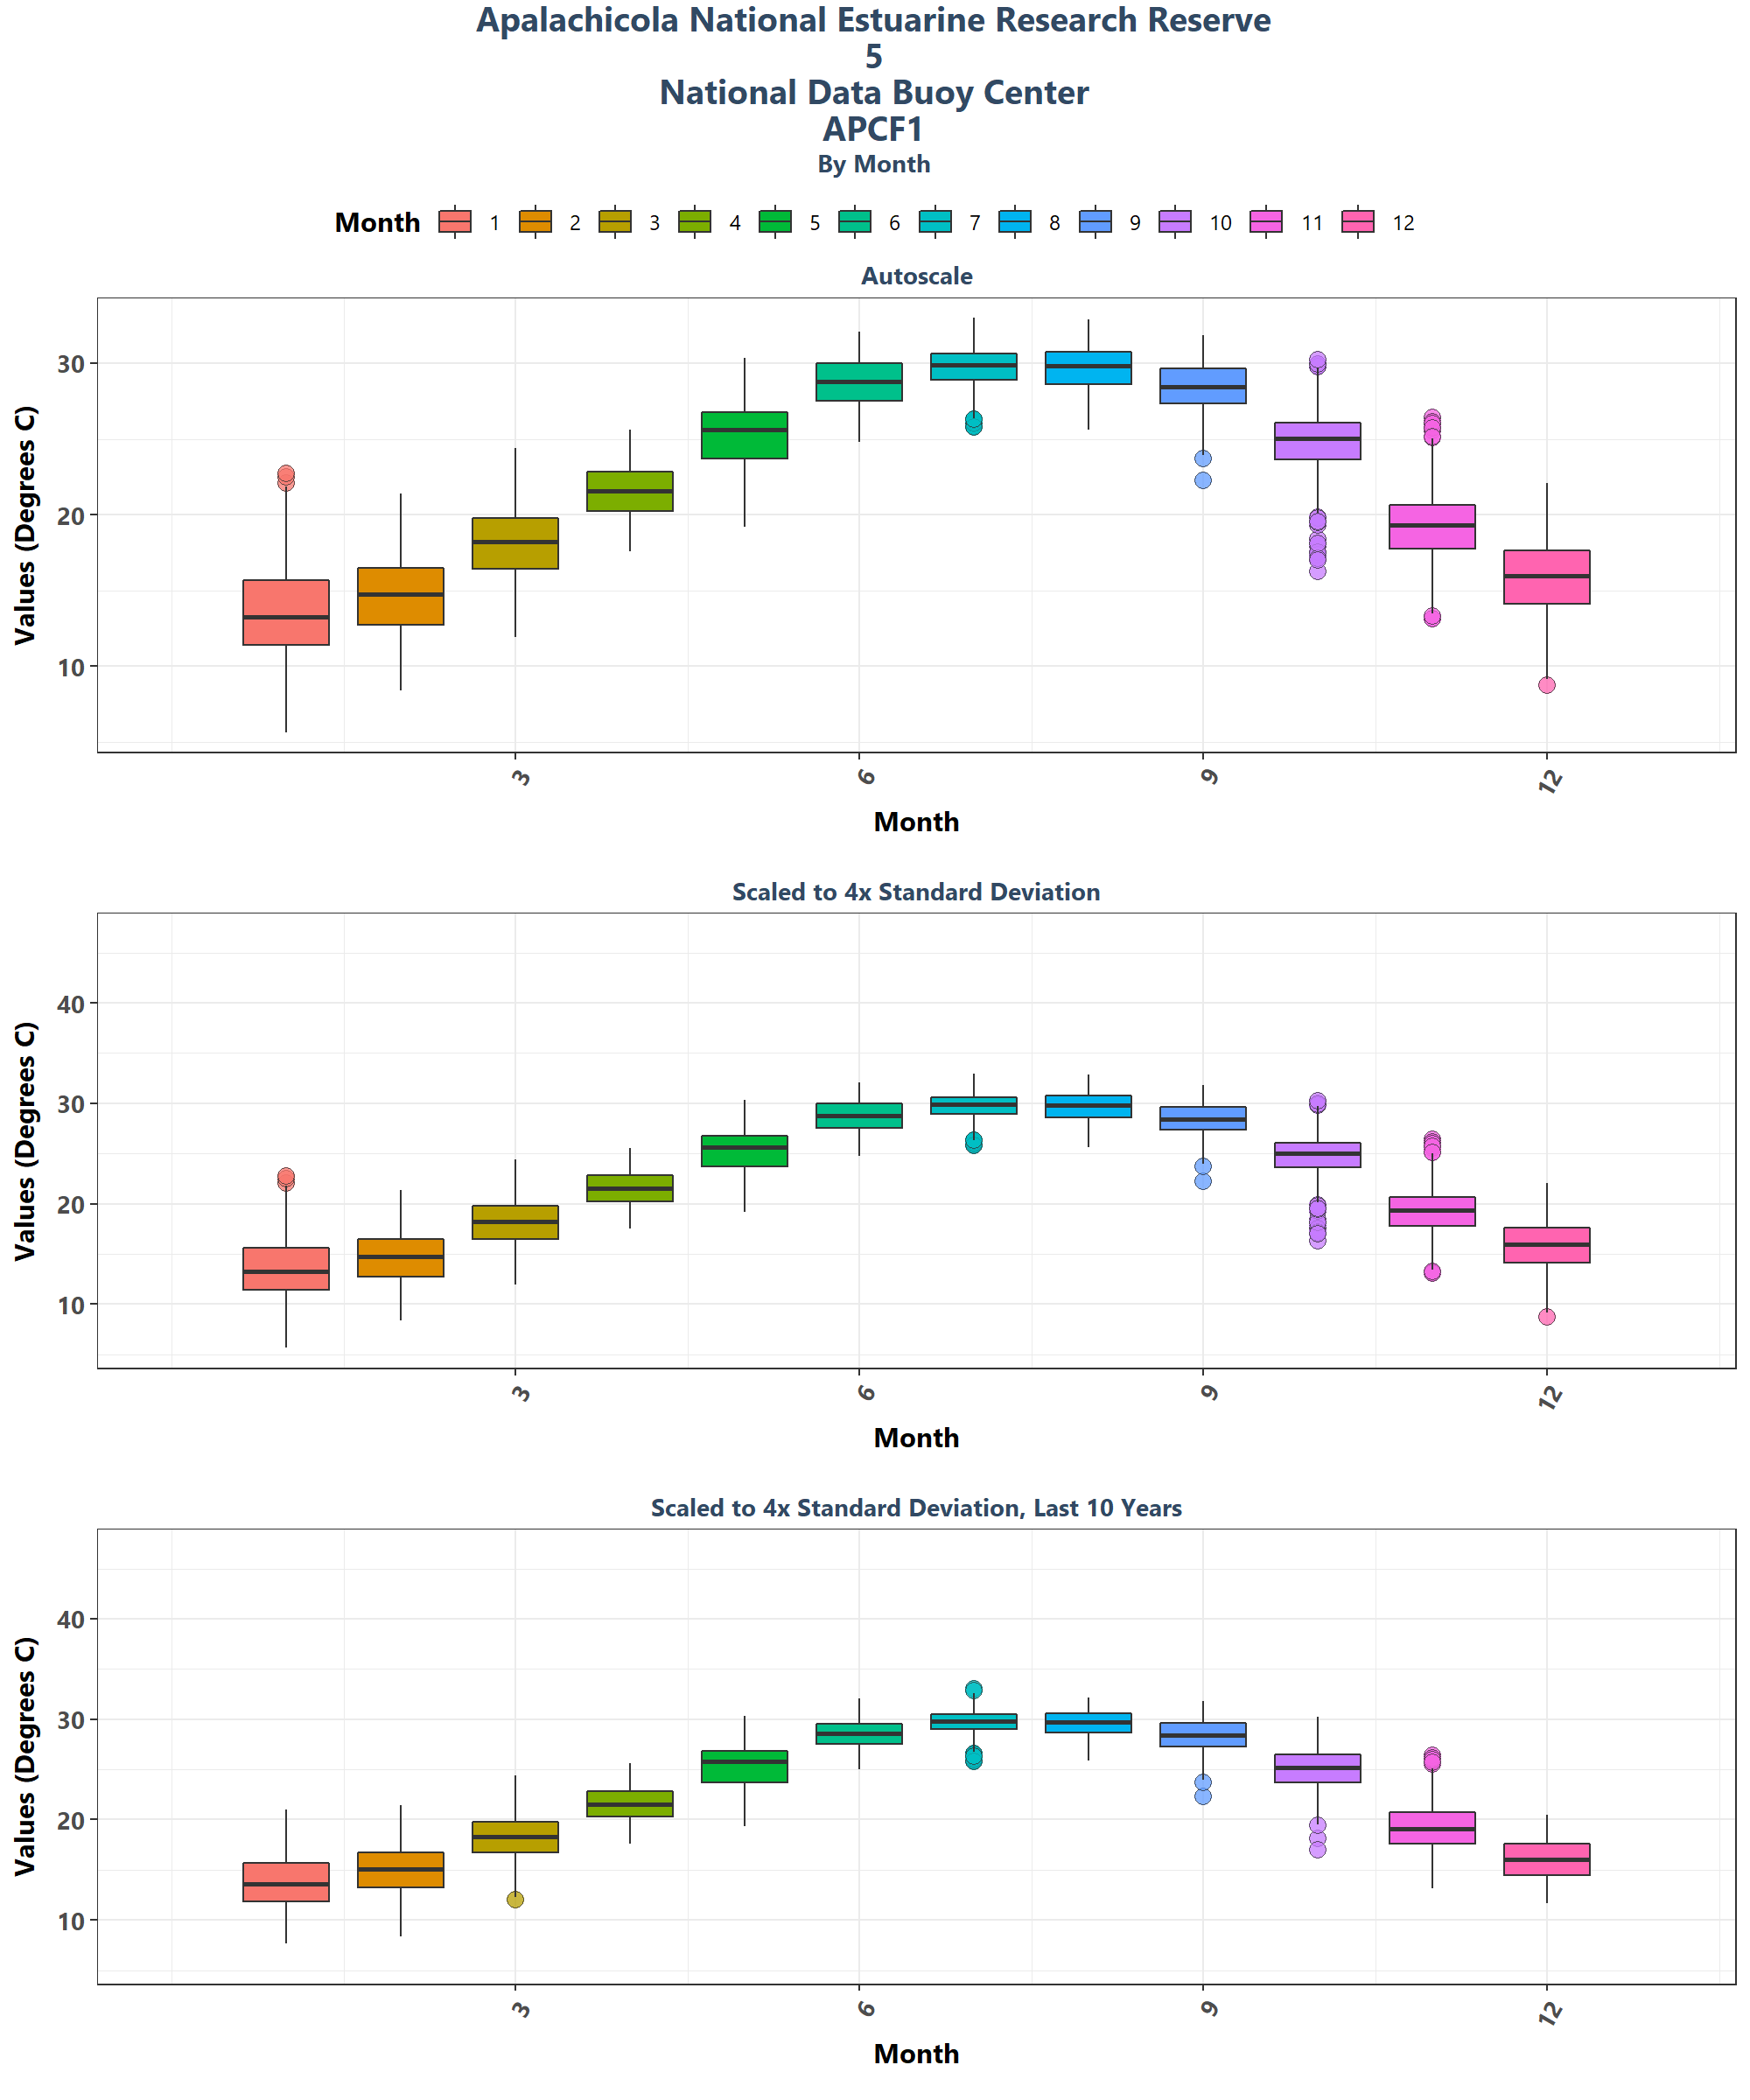 Apalachicola National Estuarine Research Reserve
5
National Data Buoy Center
APCF1
By Month
Month 1 2 3 4 5 6 7 8 9 10 11 12
Autoscale
Values (Degrees C)
30
20
10
3 6 9 12
Month
Scaled to 4x Standard Deviation
Values (Degrees C)
40
30
20
10
3 6 9 12
Month
Scaled to 4x Standard Deviation, Last 10 Years
Values (Degrees C)
40
30
20
10
3 6 9 12
Month